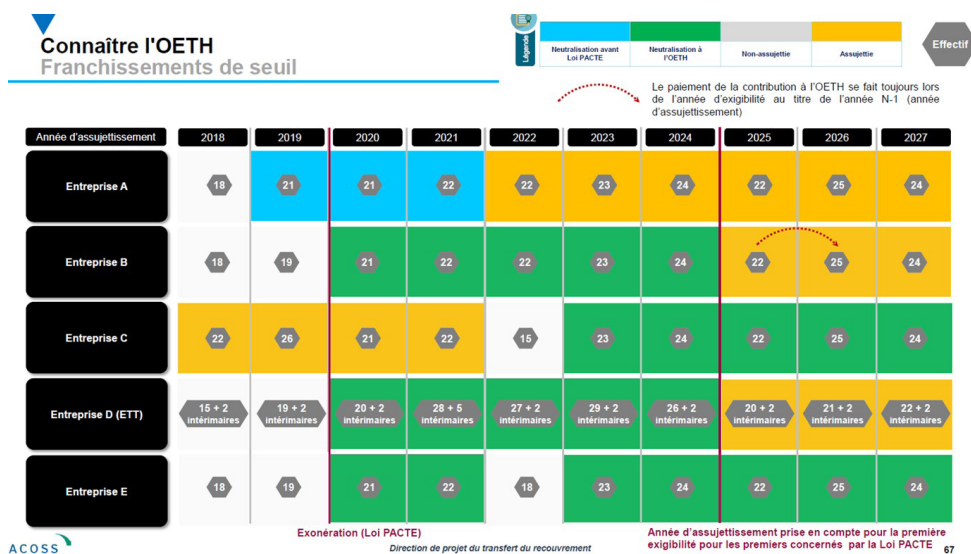 Connaître l'OETH
Franchissements de seuil
Légende
Neutralisation avant
Loi PACTE
Neutralisation à
l'OETH
Non-assujettie
Assujettie
Effectif
Le paiement de la contribution à l'OETH se fait toujours lors
de l'année d'exigibilité au titre de l'année N-1 (année
d'assujettissement)
Année d'assujettissement 2018 2019 2020 2021 2022 2023 2024 2025 2026 2027
Entreprise A 18 21 21 22 22 23 24 22 25 24
Entreprise B 18 19 21 22 22 23 24 22 25 24
Entreprise C 22 26 21 22 15 23 24 22 25 24
Entreprise D (ETT)
15 + 2 19 + 2 20 + 2 28 + 5 27 + 2 29 + 2 26 + 2 20 + 2 21 + 2 22 + 2
intérimaires intérimaires intérimaires intérimaires intérimaires intérimaires intérimaires intérimaires intérimaires intérimaires
Entreprise E 18 19 21 22 18 23 24 22 25 24
Exonération (Loi PACTE)
Année d'assujettissement prise en compte pour la première
exigibilité pour les premiers concernés par la Loi PACTE
ACOSS
Direction de projet du transfert du recouvrement
67